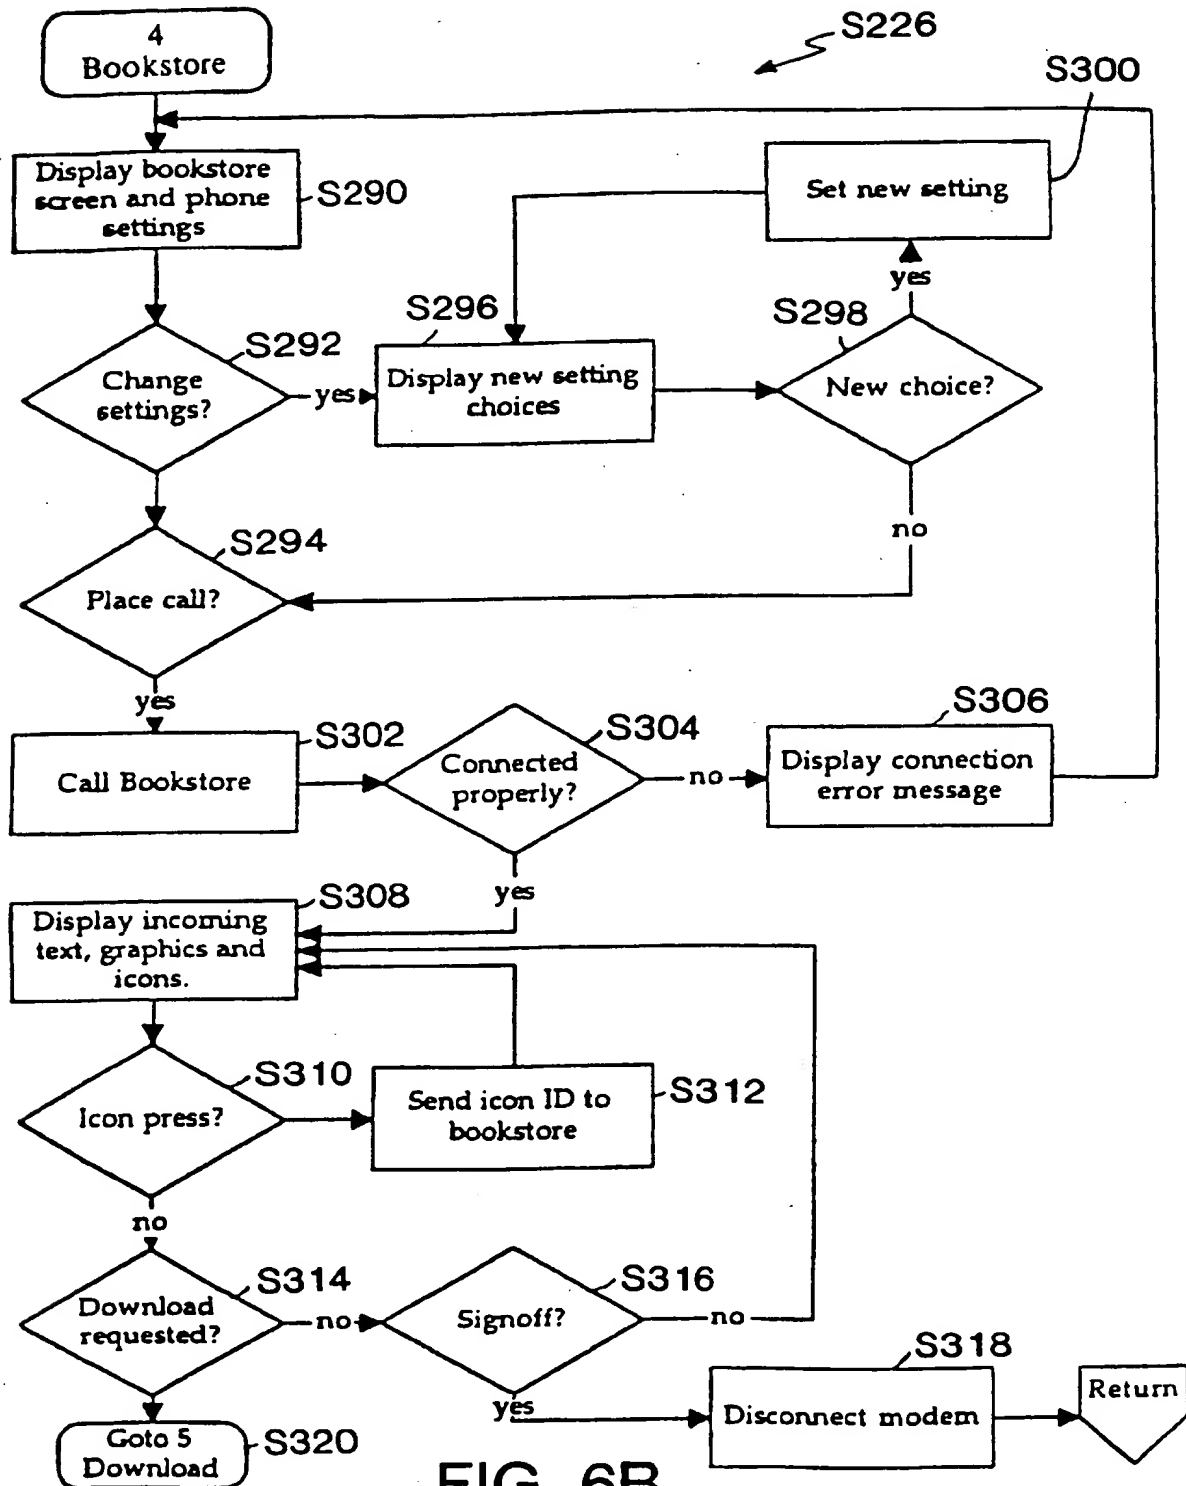 4
Bookstore
S226
S300
Display bookstore
screen and phone
settings
S290
Set new setting
yes
S296
S298
S292
Change
settings?
yes
Display new setting
choices
New choice?
no
S294
Place call?
yes
S302
Call Bookstore
S304
Connected
properly?
no
S306
Display connection
error message
yes
S308
Display incoming
text, graphics and
icons.
S310
Icon press?
Send icon ID to
bookstore
S312
no
S314
Download
requested?
no
S316
Signoff?
no
yes
S318
Disconnect modem
Return
Goto 5
Download
S320
FIG. 6B